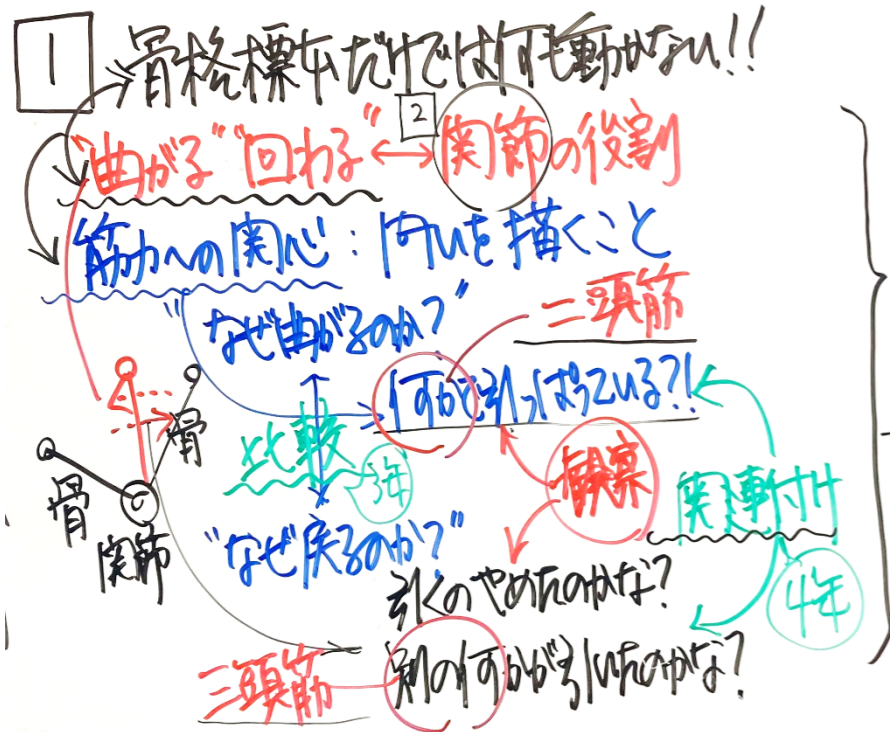 1 骨格標本だけでは何も動かない!!
"曲がる""回わる" ↔ 2 関節の役割
筋力への関心:問いを描くこと
"なぜ曲がるのか?"
二頭筋
何かで引っぱっている?!
骨
比較
3年
骨
関節
関連付け
"なぜ戻るのか?"
引くのやめたのかな?
4年
三頭筋
別の何かが引いたのかな?